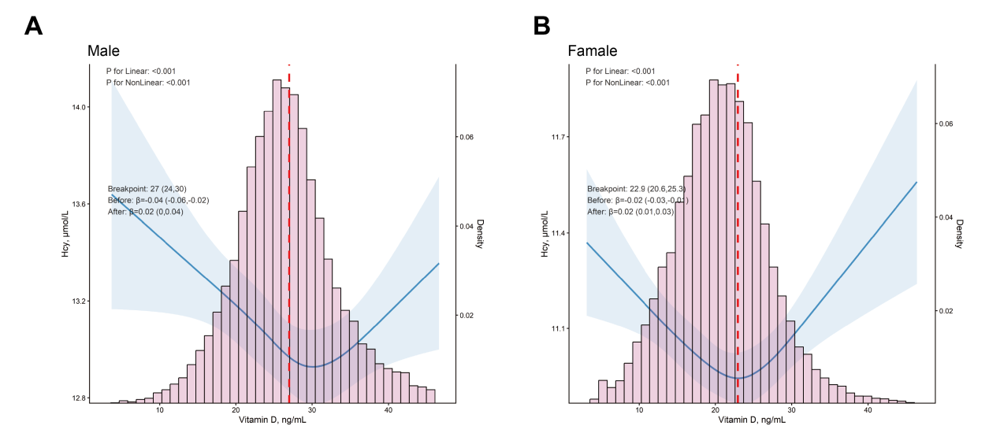 A
Male
P for Linear: <0.001
P for NonLinear: <0.001
Breakpoint: 27 (24,30)
Before: β=-0.04 (-0.06,-0.02)
After: β=0.02 (0,0.04)
14.0
13.6
13.2
12.8
Hcy, μmol/L
0.06
0.04
0.02
Density
10 20 30 40
Vitamin D, ng/mL
B
Famale
P for Linear: <0.001
P for NonLinear: <0.001
Breakpoint: 22.9 (20.6,25.3)
Before: β=-0.02 (-0.03,-0.01)
After: β=0.02 (0.01,0.03)
11.7
11.4
11.1
Hcy, μmol/L
0.06
0.04
0.02
Density
10 20 30 40
Vitamin D, ng/mL